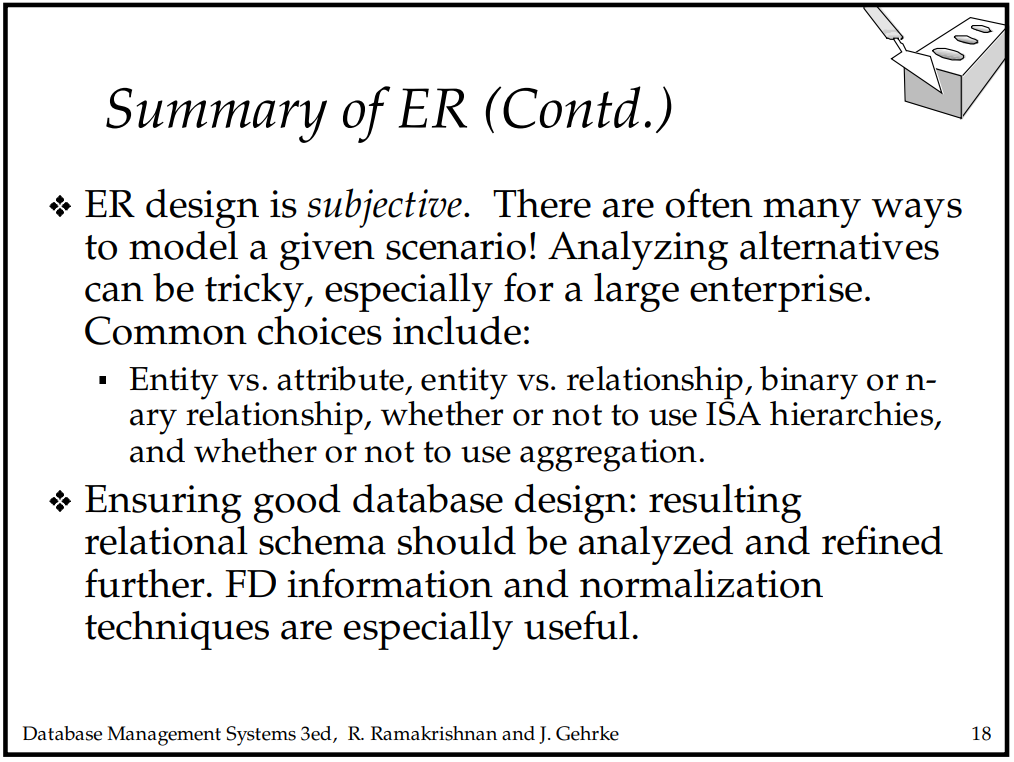 Summary of ER (Contd.)
❖ ER design is subjective.  There are often many ways
to model a given scenario! Analyzing alternatives
can be tricky, especially for a large enterprise.
Common choices include:
▪ Entity vs. attribute, entity vs. relationship, binary or n-
ary relationship, whether or not to use ISA hierarchies,
and whether or not to use aggregation.
❖ Ensuring good database design: resulting
relational schema should be analyzed and refined
further. FD information and normalization
techniques are especially useful.
Database Management Systems 3ed,  R. Ramakrishnan and J. Gehrke
18